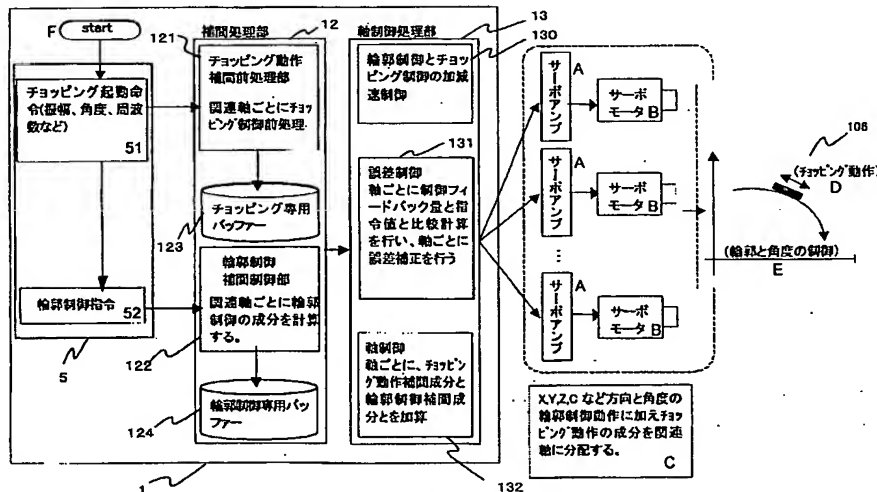 F
start
5
チョッピング起動命
令(振幅、角度、周波
数など)
51
輪郭制御指令
52
補間処理部
12
121
チョッピング動作
補間前処理部
関連軸ごとにチョッ
ピング制御前処理.
チョッピング専用
バッファー
123
輪郭制御
補間制御部
関連軸ごとに輪郭
制御の成分を計算
する。
122
輪郭制御専用バッ
ファー
124
軸制御処理部
13
130
輪郭制御とチョッ
ピング制御の加減
速制御
131
誤差制御
軸ごとに制御フィ
ードバック量と指
令値と比較計算
を行い、軸ごとに
誤差補正を行う
軸制御
軸ごとに、チョッピ
ング動作補間成分と
輪郭制御補間成
分とを加算
132
1
サーボアンプ
A
サーボ
モータ B
サーボアンプ
A
サーボ
モータ B
…
サーボアンプ
A
サーボ
モータ B
X,Y,Z,Cなど方向と角度の
輪郭制御動作に加えチョッ
ピング動作の成分を関連
軸に分配する。
C
106
(チョッピング動作)
D
(輪郭と角度の制御)
E